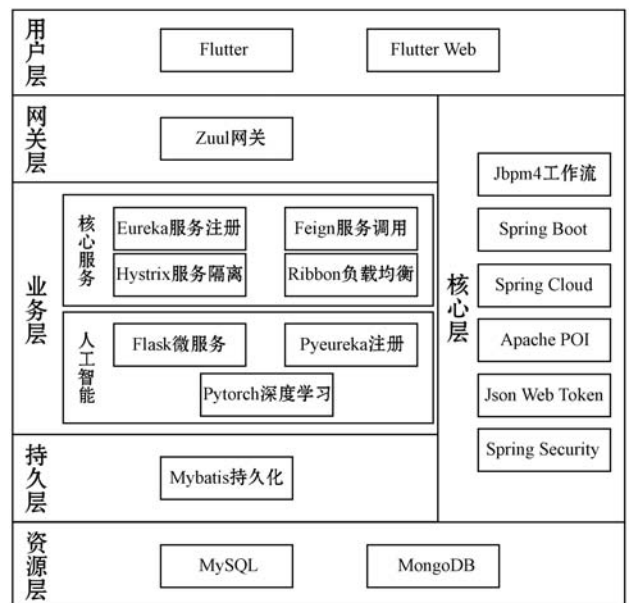 用户层
Flutter
Flutter Web
网关层
Zuul网关
业务层
核心服务
Eureka服务注册
Feign服务调用
Hystrix服务隔离
Ribbon负载均衡
人工智能
Flask微服务
Pyeureka注册
Pytorch深度学习
持久层
Mybatis持久化
核心层
Jbpm4工作流
Spring Boot
Spring Cloud
Apache POI
Json Web Token
Spring Security
资源层
MySQL
MongoDB